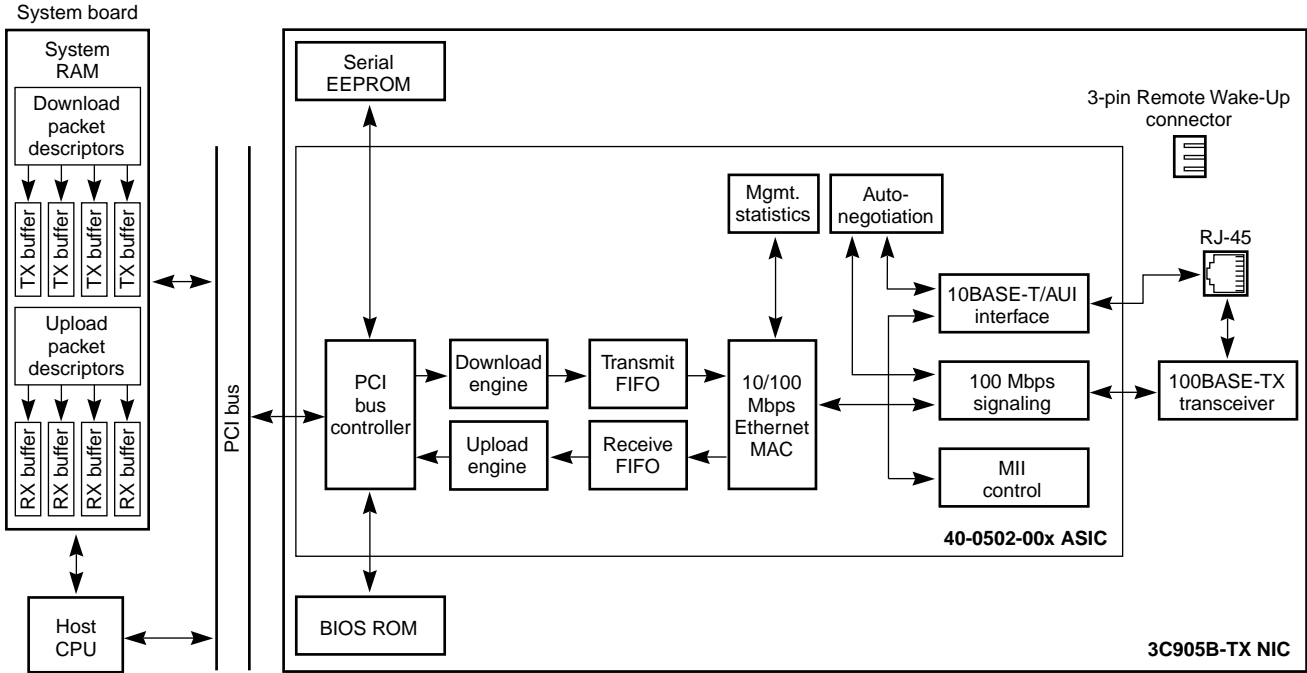 System board
System
RAM
Download
packet
descriptors
TX buffer
TX buffer
TX buffer
TX buffer
Upload
packet
descriptors
RX buffer
RX buffer
RX buffer
RX buffer
Host
CPU
PCI bus
Serial
EEPROM
PCI
bus
controller
BIOS ROM
Download
engine
Upload
engine
Transmit
FIFO
Receive
FIFO
Mgmt.
statistics
10/100
Mbps
Ethernet
MAC
Auto-
negotiation
10BASE-T/AUI
interface
100 Mbps
signaling
MII
control
40-0502-00x ASIC
3-pin Remote Wake-Up
connector
RJ-45
100BASE-TX
transceiver
3C905B-TX NIC